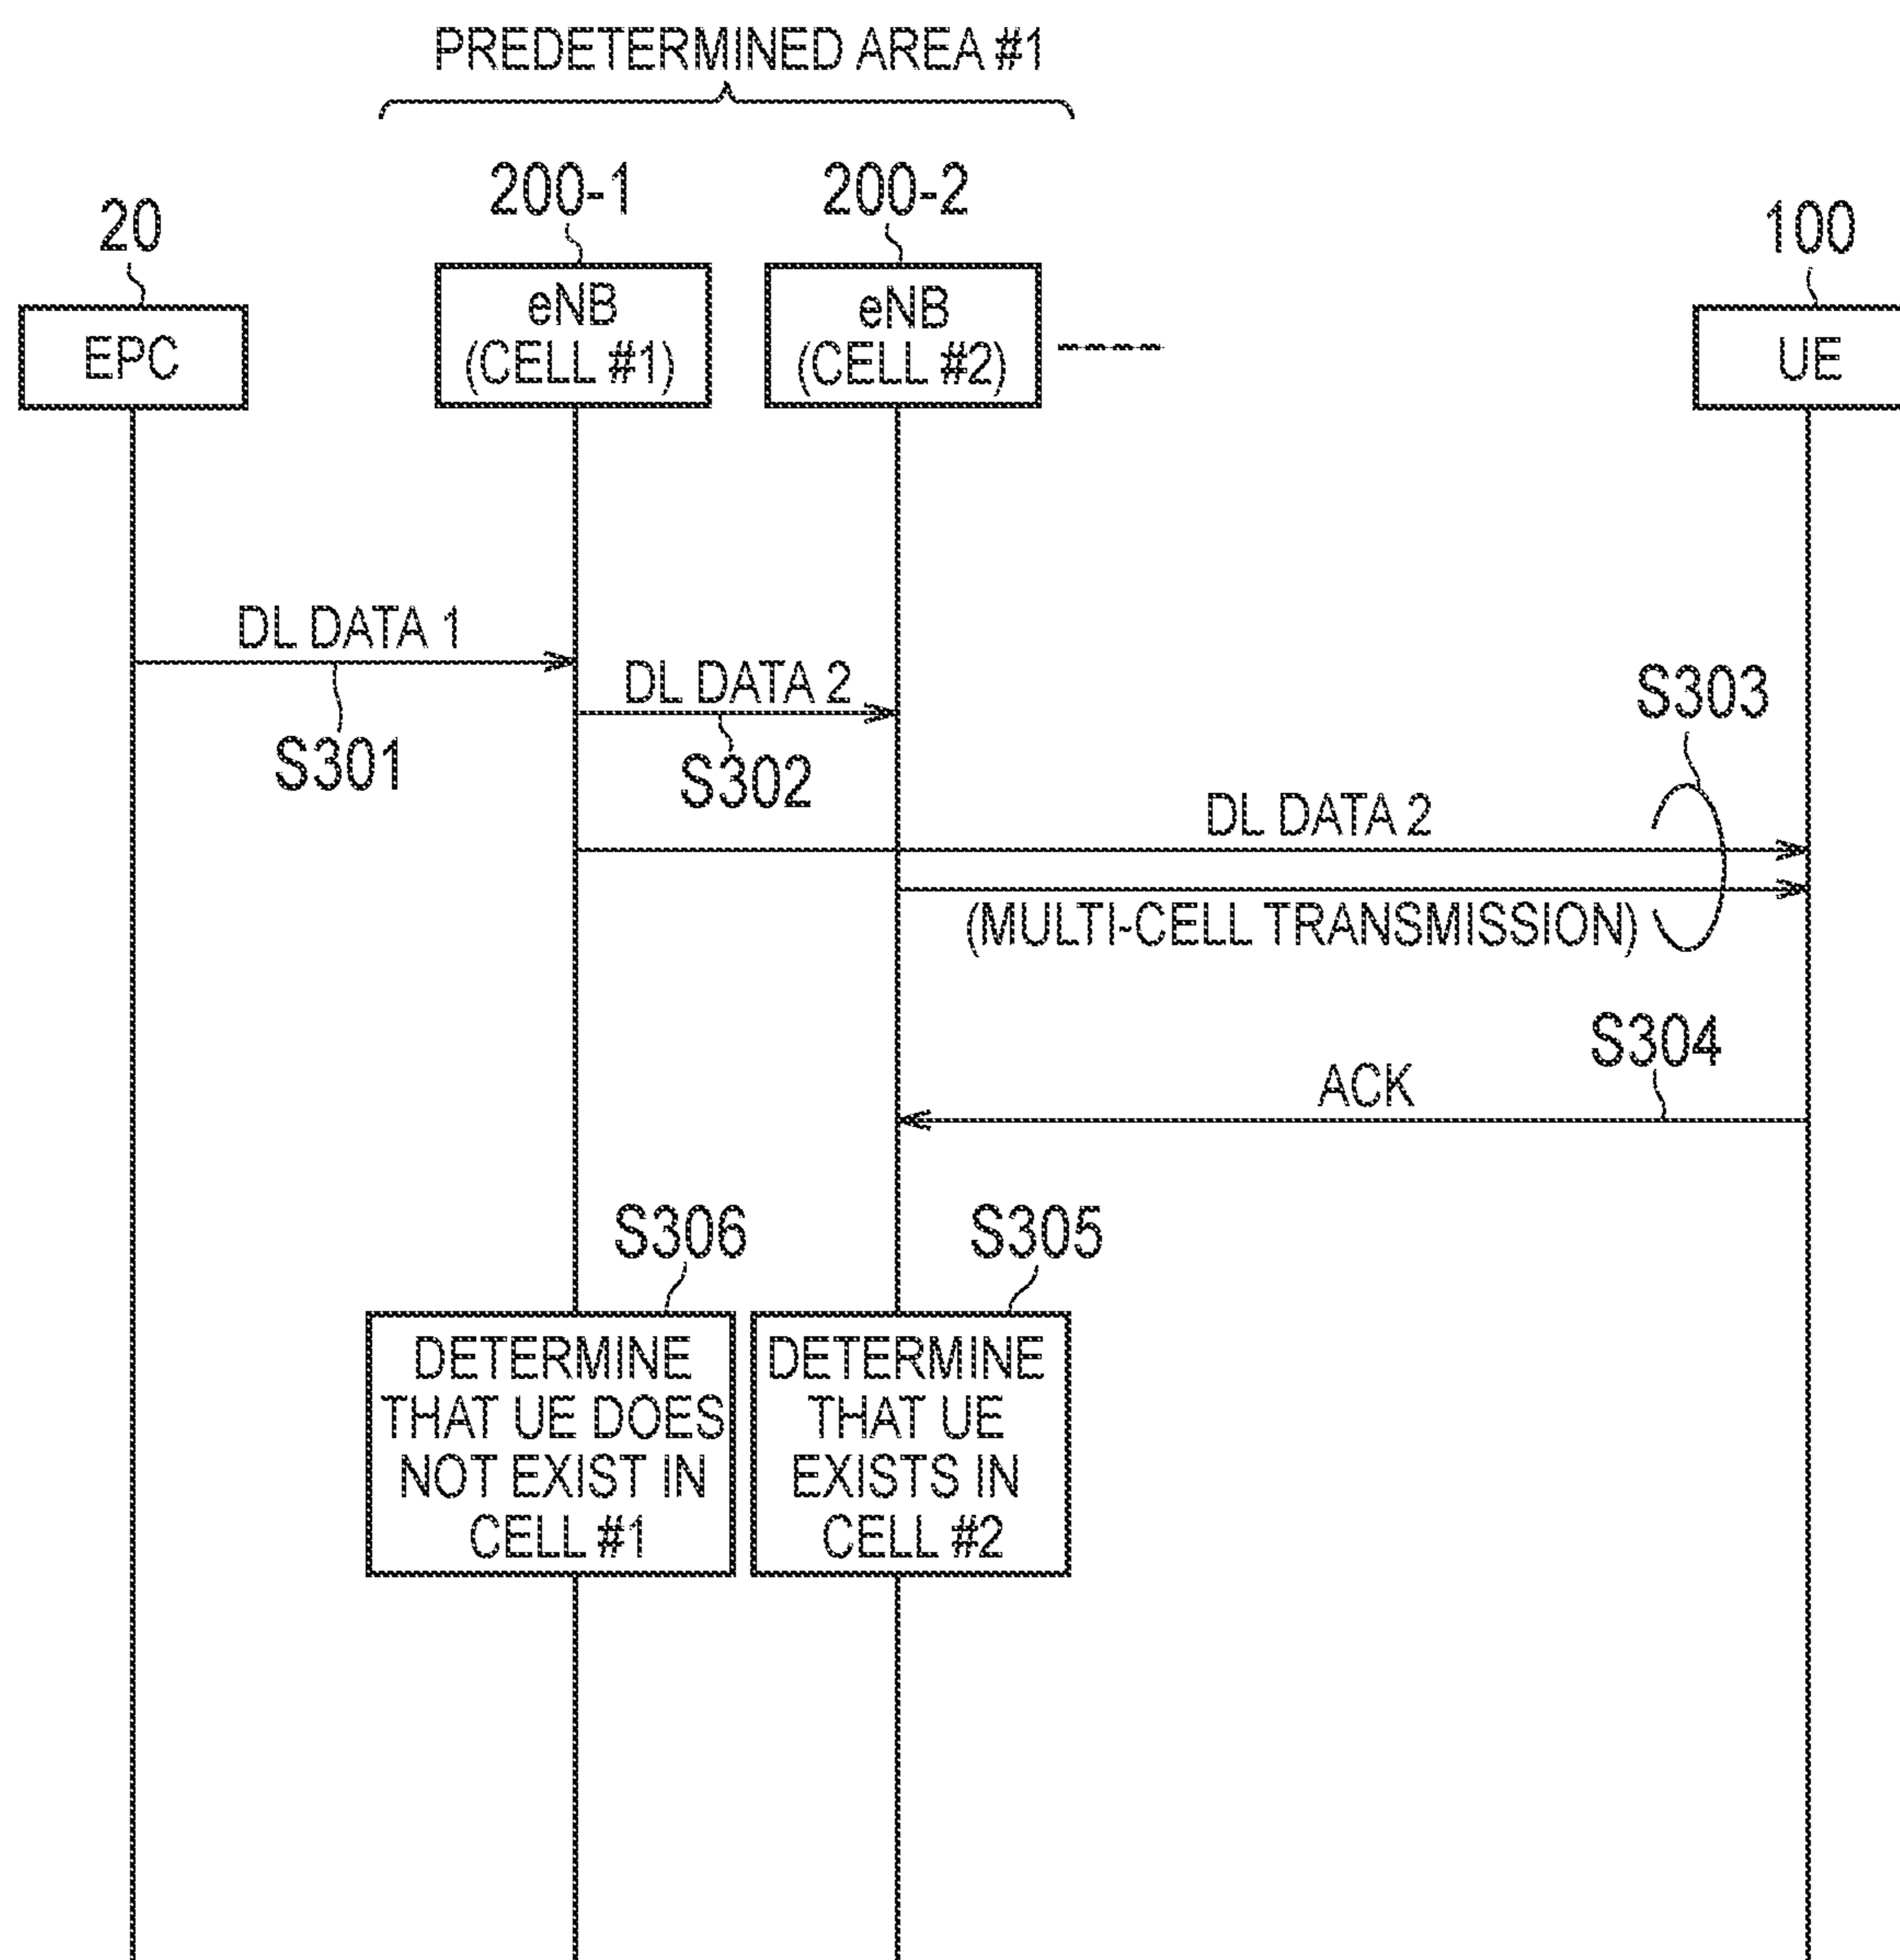 PREDETERMINED AREA #1
20
200-1
200-2
100
EPC
eNB
(CELL #1)
eNB
(CELL #2)
UE
DL DATA 1
S301
DL DATA 2
S302
S303
DL DATA 2
(MULTI-CELL TRANSMISSION)
S304
ACK
S306
S305
DETERMINE
THAT UE DOES
NOT EXIST IN
CELL #1
DETERMINE
THAT UE
EXISTS IN
CELL #2